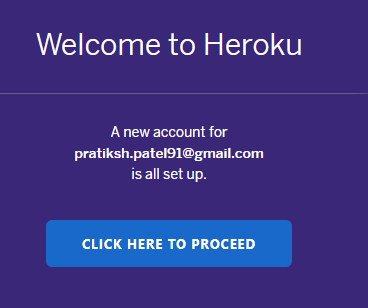 Welcome to Heroku
A new account for
pratiksh.patel91@gmail.com
is all set up.
CLICK HERE TO PROCEED